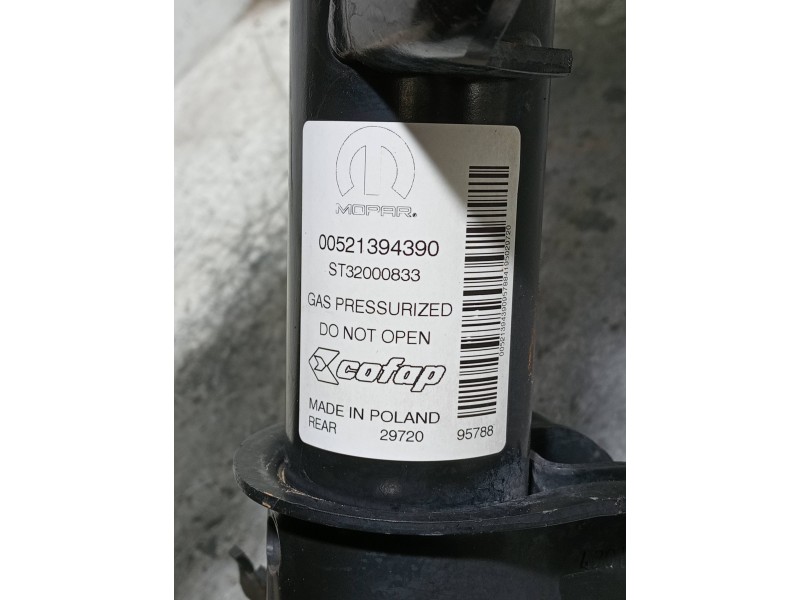 MOPAR®
00521394390
ST32000833
GAS PRESSURIZED
DO NOT OPEN
cofap
MADE IN POLAND
REAR 29720 95788